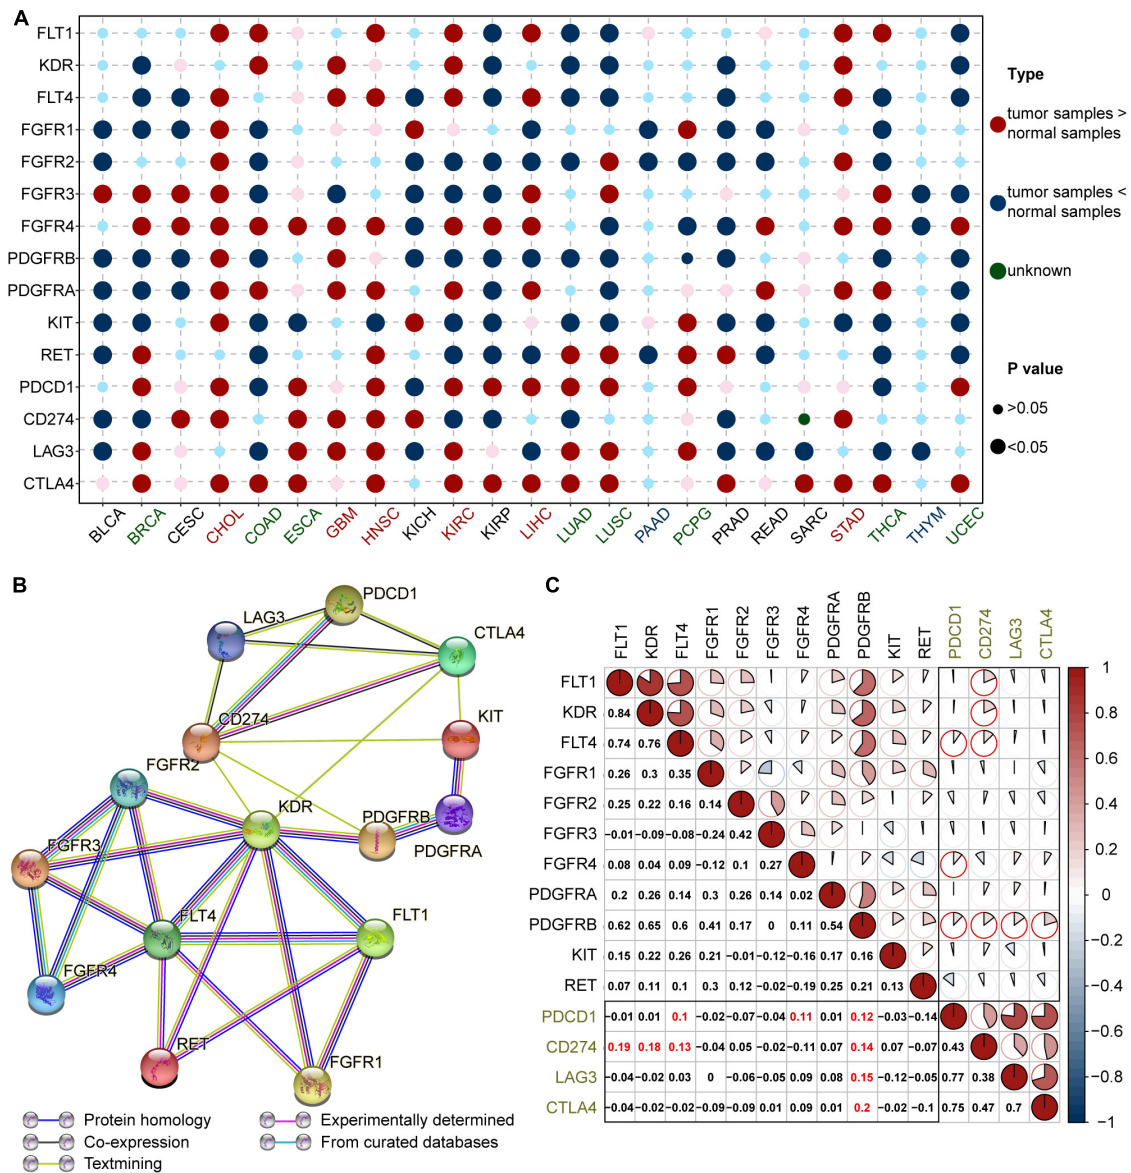 A
FLT1
KDR
FLT4
FGFR1
FGFR2
FGFR3
FGFR4
PDGFRB
PDGFRA
KIT
RET
PDCD1
CD274
LAG3
CTLA4
BLCA
BRCA
CESC
CHOL
COAD
ESCA
GBM
HNSC
KICH
KIRC
KIRP
LIHC
LUAD
LUSC
PAAD
PCPG
PRAD
READ
SARC
STAD
THCA
THYM
UCEC
Type
tumor samples >
normal samples
tumor samples <
normal samples
unknown
P value
>0.05
<0.05
B
PDCD1
LAG3
CTLA4
CD274
KIT
FGFR2
KDR
PDGFRB
PDGFRA
FGFR3
FLT4
FLT1
FGFR4
RET
FGFR1
Protein homology
Co-expression
Textmining
Experimentally determined
From curated databases
C
FLT1 KDR FLT4 FGFR1 FGFR2 FGFR3 FGFR4 PDGFRA PDGFRB KIT RET PDCD1 CD274 LAG3 CTLA4
FLT1
KDR 0.84
FLT4 0.74 0.76
FGFR1 0.26 0.3 0.35
FGFR2 0.25 0.22 0.16 0.14
FGFR3 −0.01 −0.09 −0.08 −0.24 0.42
FGFR4 0.08 0.04 0.09 −0.12 0.1 0.27
PDGFRA 0.2 0.26 0.14 0.3 0.26 0.14 0.02
PDGFRB 0.62 0.65 0.6 0.41 0.17 0 0.11 0.54
KIT 0.15 0.22 0.26 0.21 −0.01 −0.12 −0.16 0.17 0.16
RET 0.07 0.11 0.1 0.3 0.12 −0.02 −0.19 0.25 0.21 0.13
PDCD1 −0.01 0.01 0.1 −0.02 −0.07 −0.04 0.11 0.01 0.12 −0.03 −0.14
CD274 0.19 0.18 0.13 −0.04 0.05 −0.02 −0.11 0.07 0.14 0.07 −0.07 0.43
LAG3 −0.04 −0.02 0.03 0 −0.06 −0.05 0.09 0.08 0.15 −0.12 −0.05 0.77 0.38
CTLA4 −0.04 −0.02 −0.02 −0.09 −0.09 0.01 0.09 0.01 0.2 −0.02 −0.1 0.75 0.47 0.7
1
0.8
0.6
0.4
0.2
0
−0.2
−0.4
−0.6
−0.8
−1